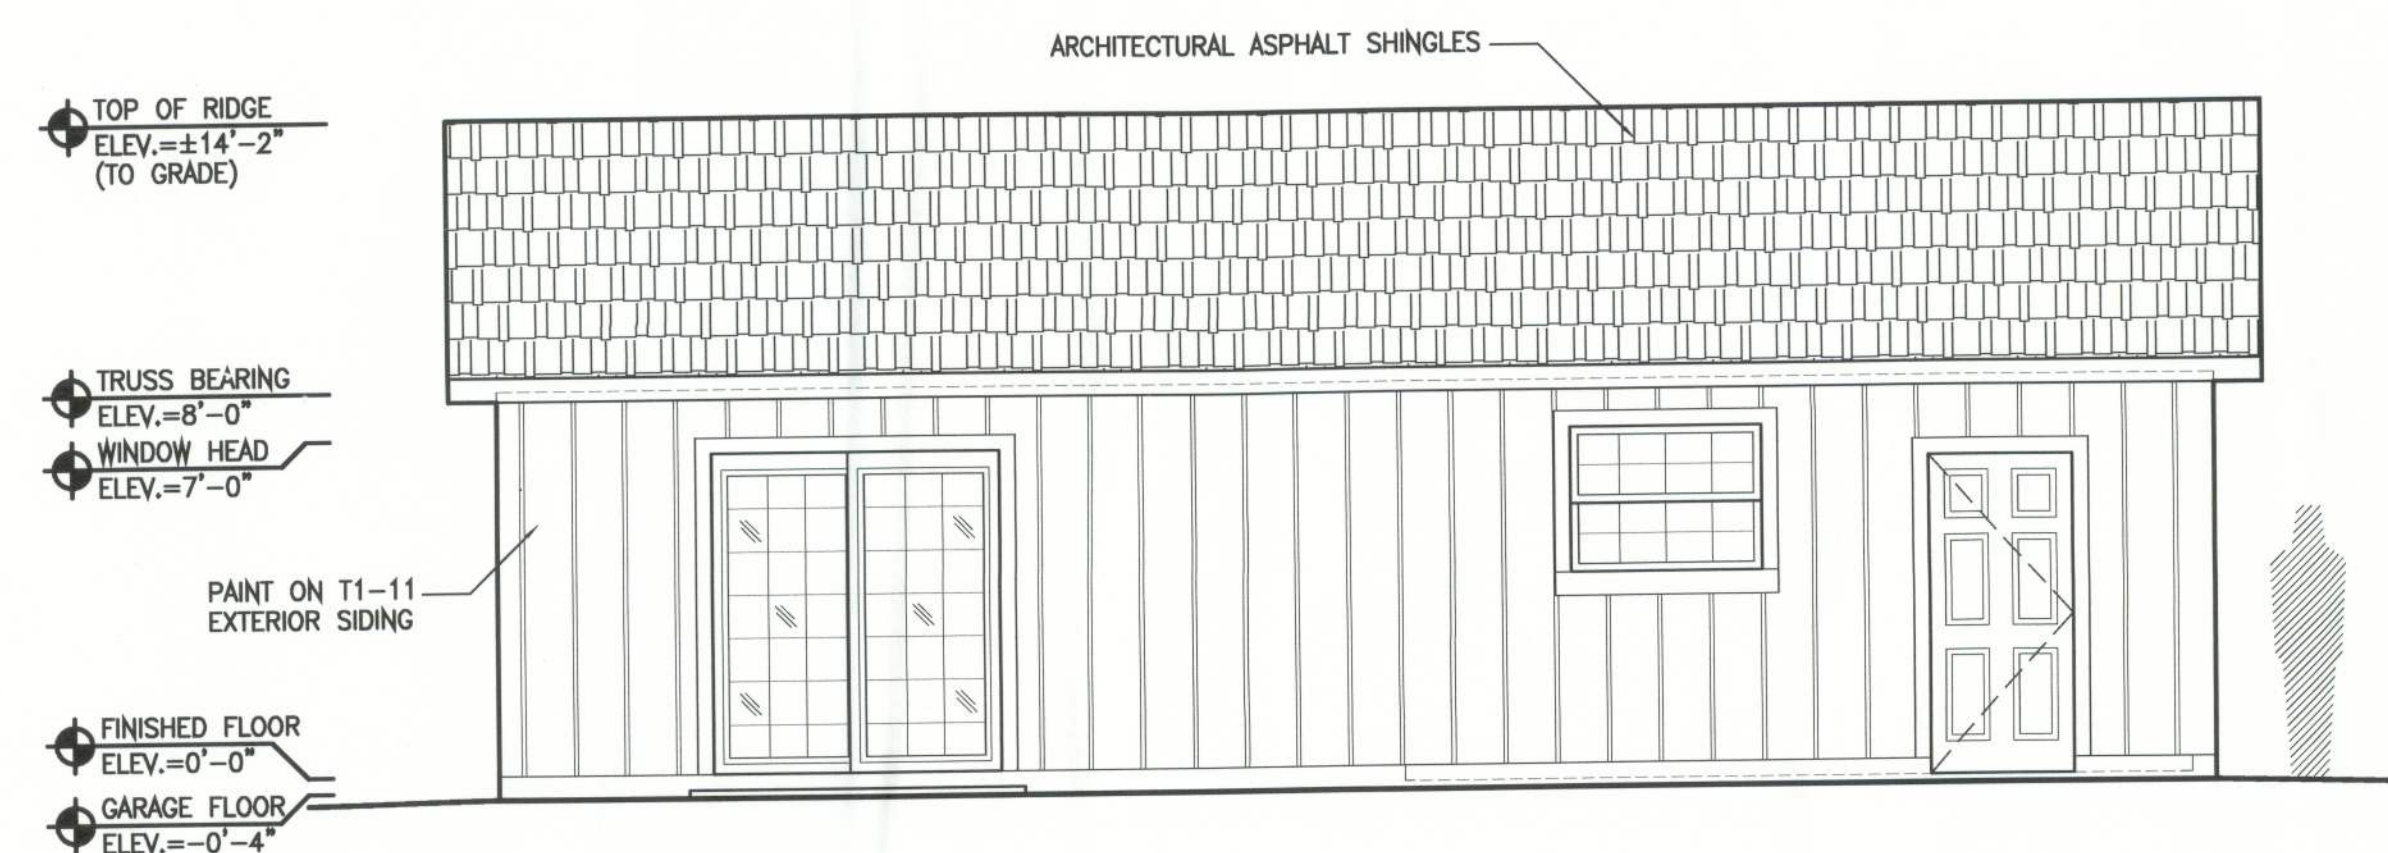 ARCHITECTURAL ASPHALT SHINGLES
TOP OF RIDGE
ELEV.=±14'-2"
(TO GRADE)
TRUSS BEARING
ELEV.=8'-0"
WINDOW HEAD
ELEV.=7'-0"
PAINT ON T1-11
EXTERIOR SIDING
FINISHED FLOOR
ELEV.=0'-0"
GARAGE FLOOR
ELEV.=-0'-4"